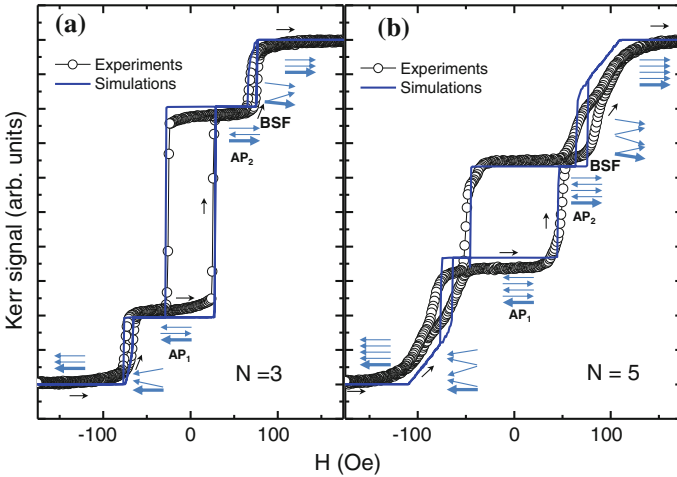 (a)
Experiments
Simulations
BSF
AP2
AP1
N =3
(b)
Experiments
Simulations
BSF
AP2
AP1
N = 5
Kerr signal (arb. units)
-100 0 100
-100 0 100
H (Oe)